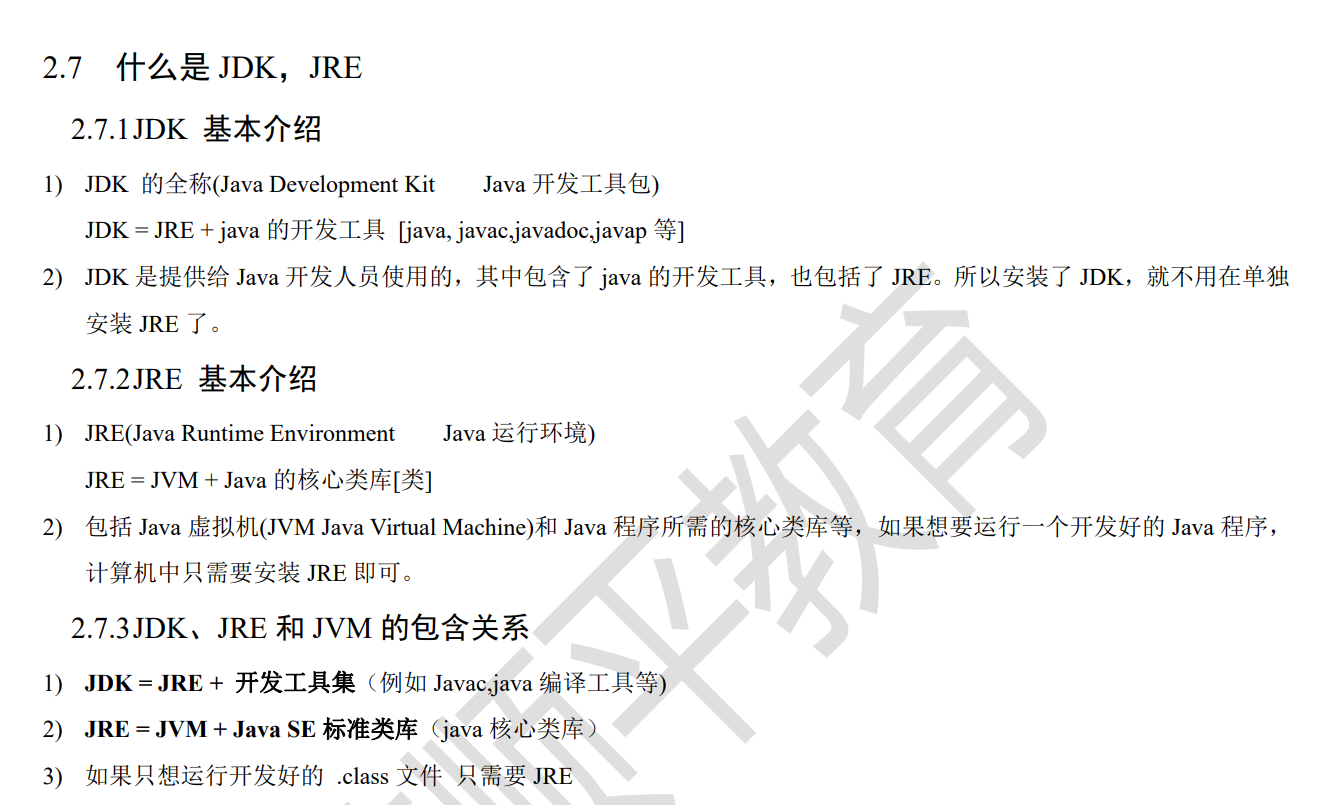 2.7 什么是 JDK，JRE
2.7.1JDK 基本介绍
1) JDK 的全称(Java Development Kit Java 开发工具包)
JDK = JRE + java 的开发工具 [java, javac,javadoc,javap 等]
2) JDK 是提供给 Java 开发人员使用的，其中包含了 java 的开发工具，也包括了 JRE。所以安装了 JDK，就不用在单独
安装 JRE 了。
2.7.2JRE 基本介绍
1) JRE(Java Runtime Environment Java 运行环境)
JRE = JVM + Java 的核心类库[类]
2) 包括 Java 虚拟机(JVM Java Virtual Machine)和 Java 程序所需的核心类库等，如果想要运行一个开发好的 Java 程序，
计算机中只需要安装 JRE 即可。
2.7.3JDK、JRE 和 JVM 的包含关系
1) JDK = JRE + 开发工具集（例如 Javac,java 编译工具等)
2) JRE = JVM + Java SE 标准类库（java 核心类库）
3) 如果只想运行开发好的 .class 文件 只需要 JRE
顺平教育